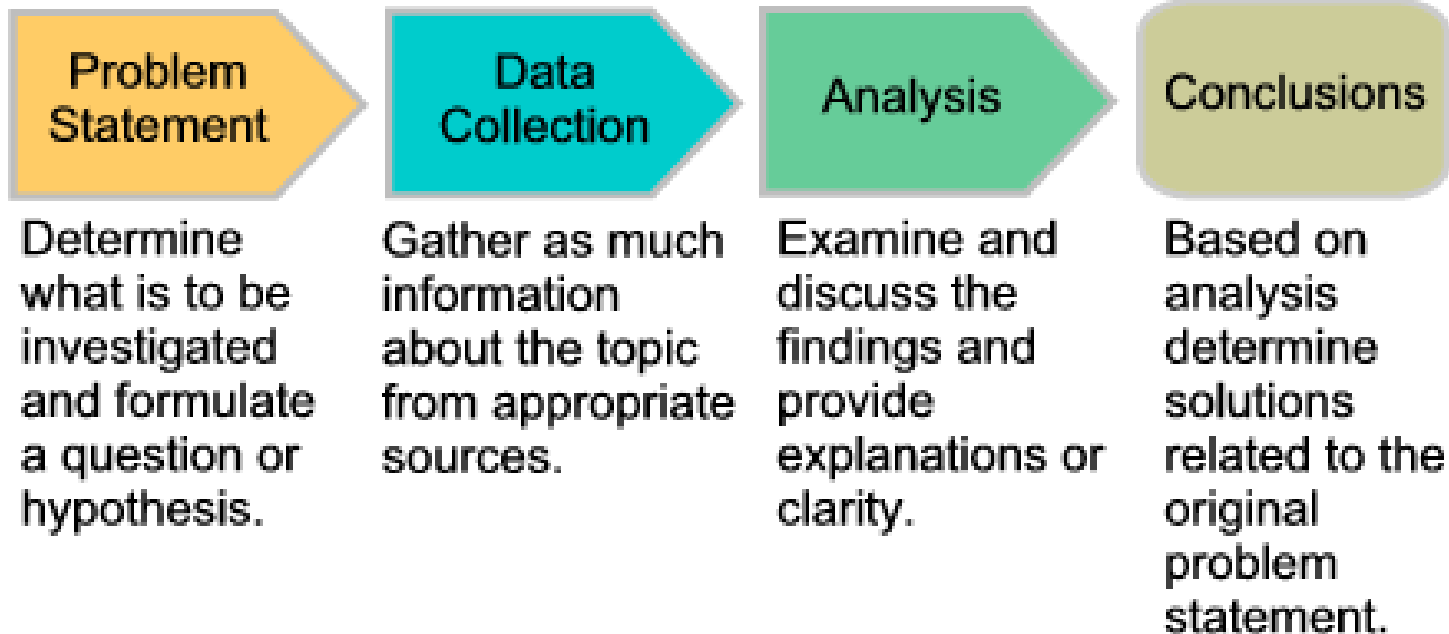 Problem
Statement
Data
Collection
Analysis
Conclusions
Determine
what is to be
investigated
and formulate
a question or
hypothesis.
Gather as much
information
about the topic
from appropriate
sources.
Examine and
discuss the
findings and
provide
explanations or
clarity.
Based on
analysis
determine
solutions
related to the
original
problem
statement.